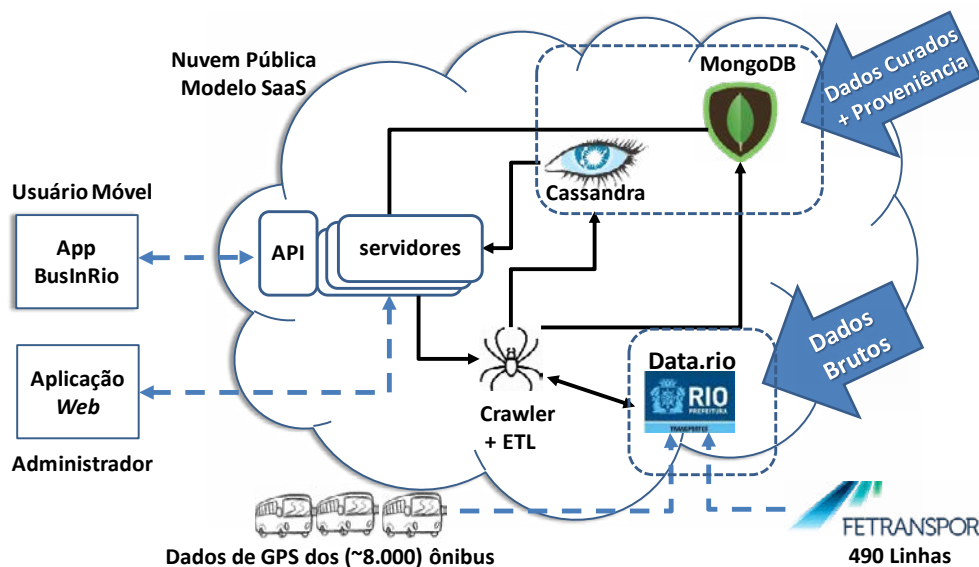 Nuvem Pública
Modelo SaaS
MongoDB
Dados Curados
+ Proveniência
Cassandra
Usuário Móvel
App
BusInRio
API
servidores
Aplicação
Web
Administrador
Crawler
+ ETL
Data.rio
RIO
PREFEITURA
TRANSPORTES
Dados
Brutos
Dados de GPS dos (~8.000) ônibus
FETRANSPOR
490 Linhas